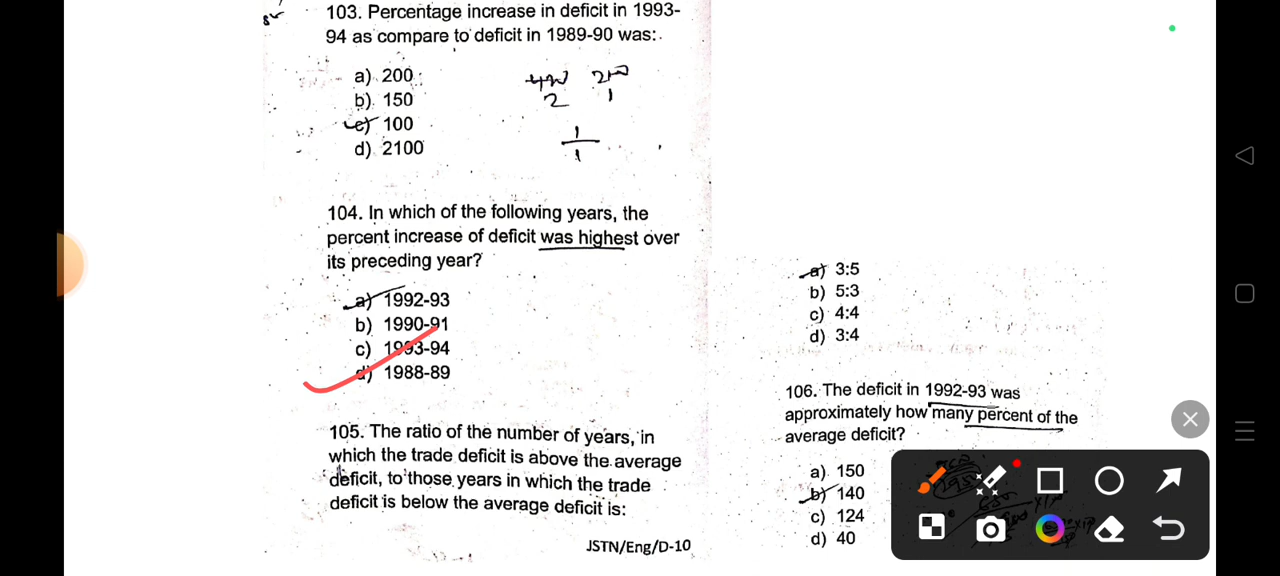 103. Percentage increase in deficit in 1993-
94 as compare to deficit in 1989-90 was:
a) 200
b) 150
c) 100
d) 2100
2
1
1
1
104. In which of the following years, the
percent increase of deficit was highest over
its preceding year?
a) 1992-93
b) 1990-91
c) 1993-94
d) 1988-89
105. The ratio of the number of years, in
which the trade deficit is above the average
deficit, to those years in which the trade
deficit is below the average deficit is:
JSTN/Eng/D-10
a) 3:5
b) 5:3
c) 4:4
d) 3:4
106. The deficit in 1992-93 was
approximately how many percent of the
average deficit?
a) 150
b) 140
c) 124
d) 40